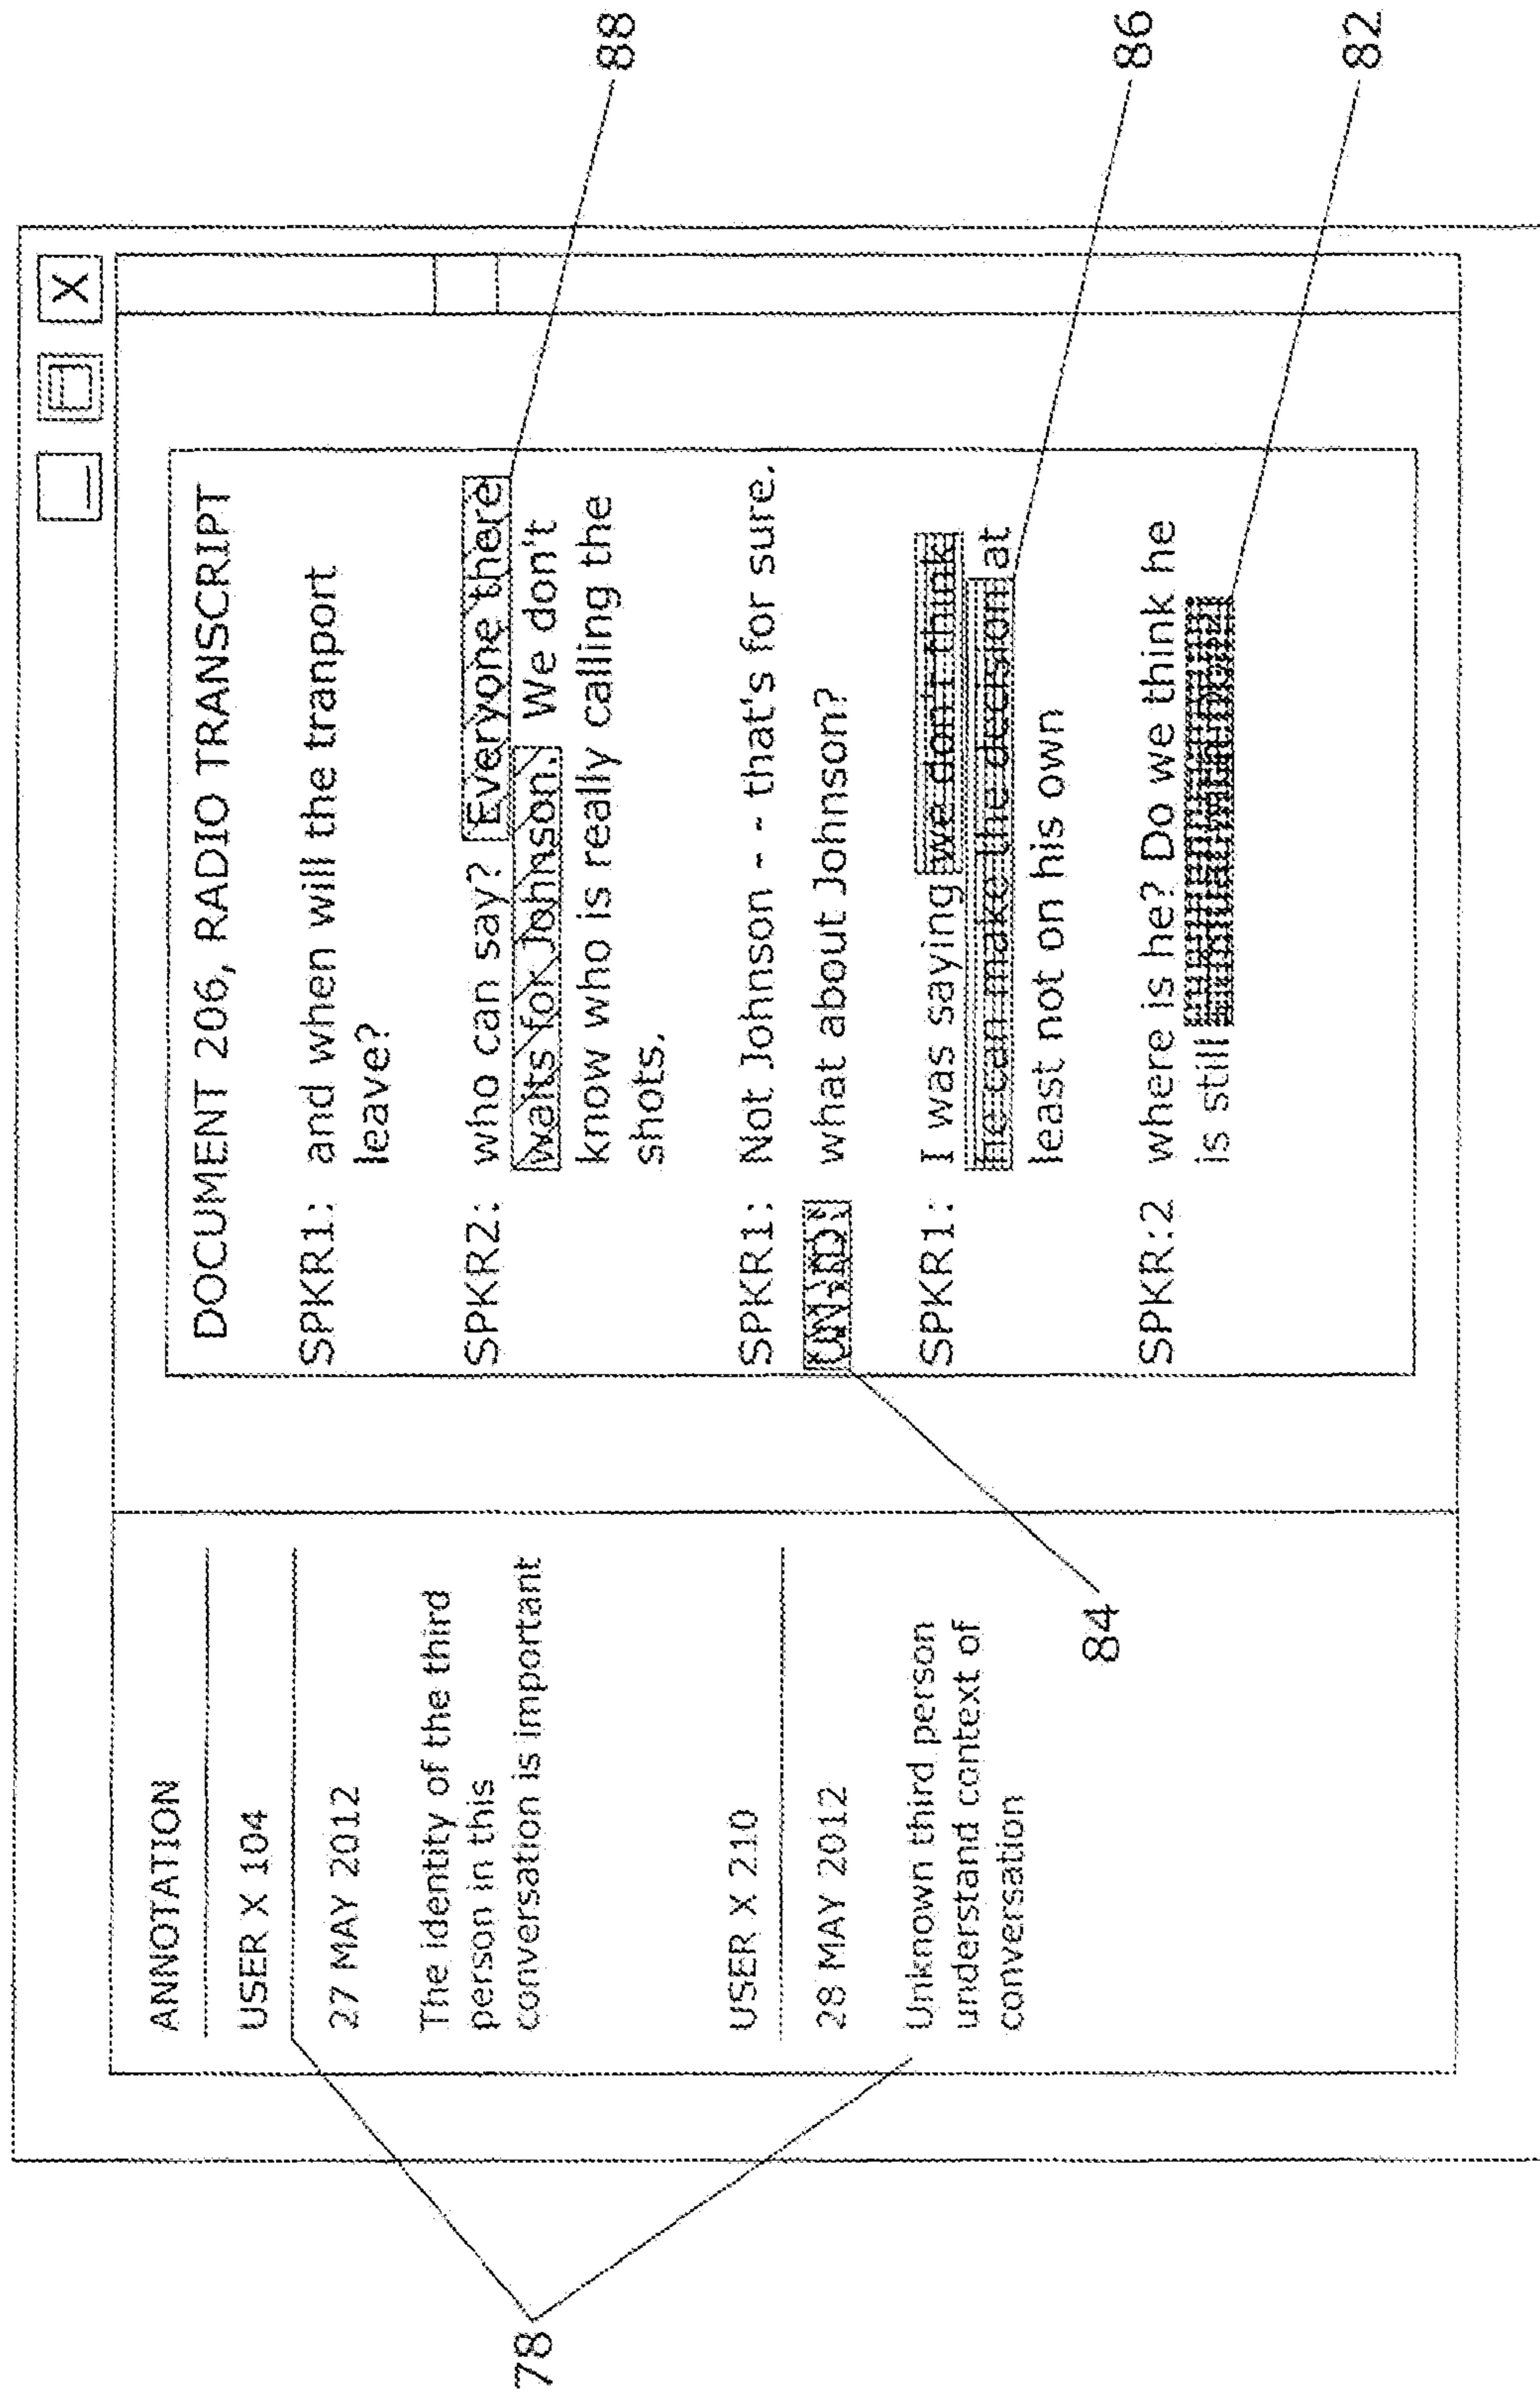 X
ANNOTATION
USER X 104
27 MAY 2012
The identity of the third
person in this
conversation is important
USER X 210
28 MAY 2012
Unknown third person
understand context of
conversation
DOCUMENT 206, RADIO TRANSCRIPT
SPKR1: and when will the tranport
leave?
SPKR2: who can say? Everyone there
waits for Johnson. We don't
know who is really calling the
shots.
SPKR1: Not Johnson - - that's for sure.
UN-ID" what about Johnson?
SPKR1: I was saying we don't think
he can make the decision at
least not on his own
SPKR:2 where is he? Do we think he
is still
78
84
88
86
82